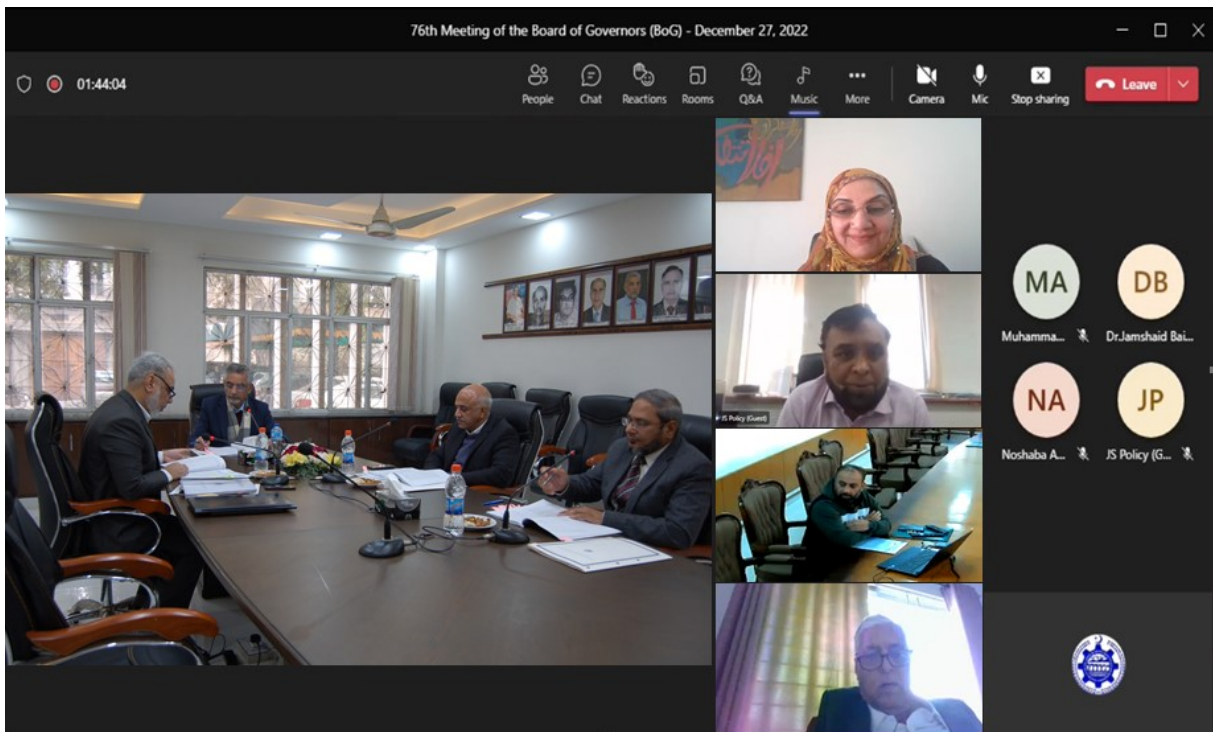 76th Meeting of the Board of Governors (BoG) - December 27, 2022
01:44:04
People
Chat
Reactions
Rooms
Q&A
Music
More
Camera
Mic
Stop sharing
Leave
JS Policy (Guest)
MA
DB
Muhamma...
Dr.Jamshaid Bai...
NA
JP
Noshaba A...
JS Policy (G...